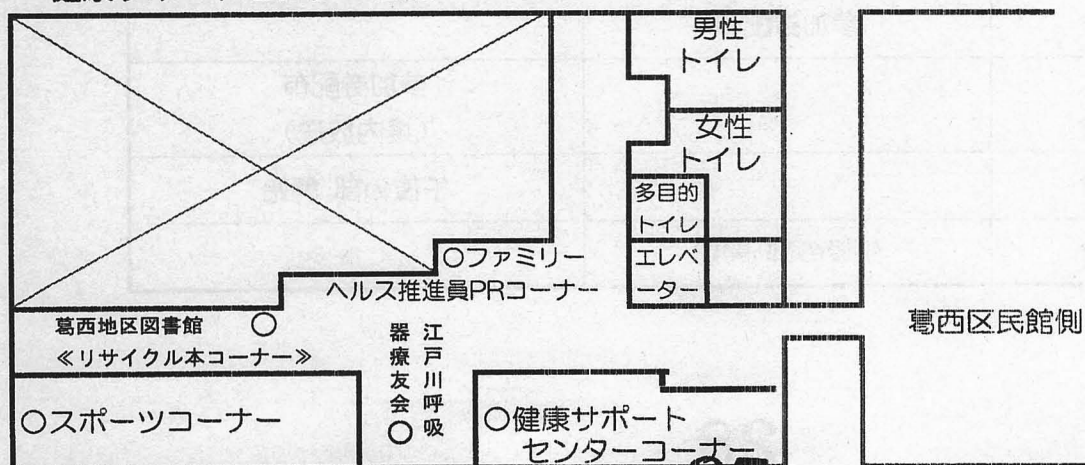 男性
トイレ
女性
トイレ
多目的
トイレ
エレベ
ーター
○ファミリー
ヘルス推進員PRコーナー
葛西地区図書館 ○
≪リサイクル本コーナー≫
江戸川呼吸
器療友会○
葛西区民館側
○スポーツコーナー
○健康サポート
センターコーナー